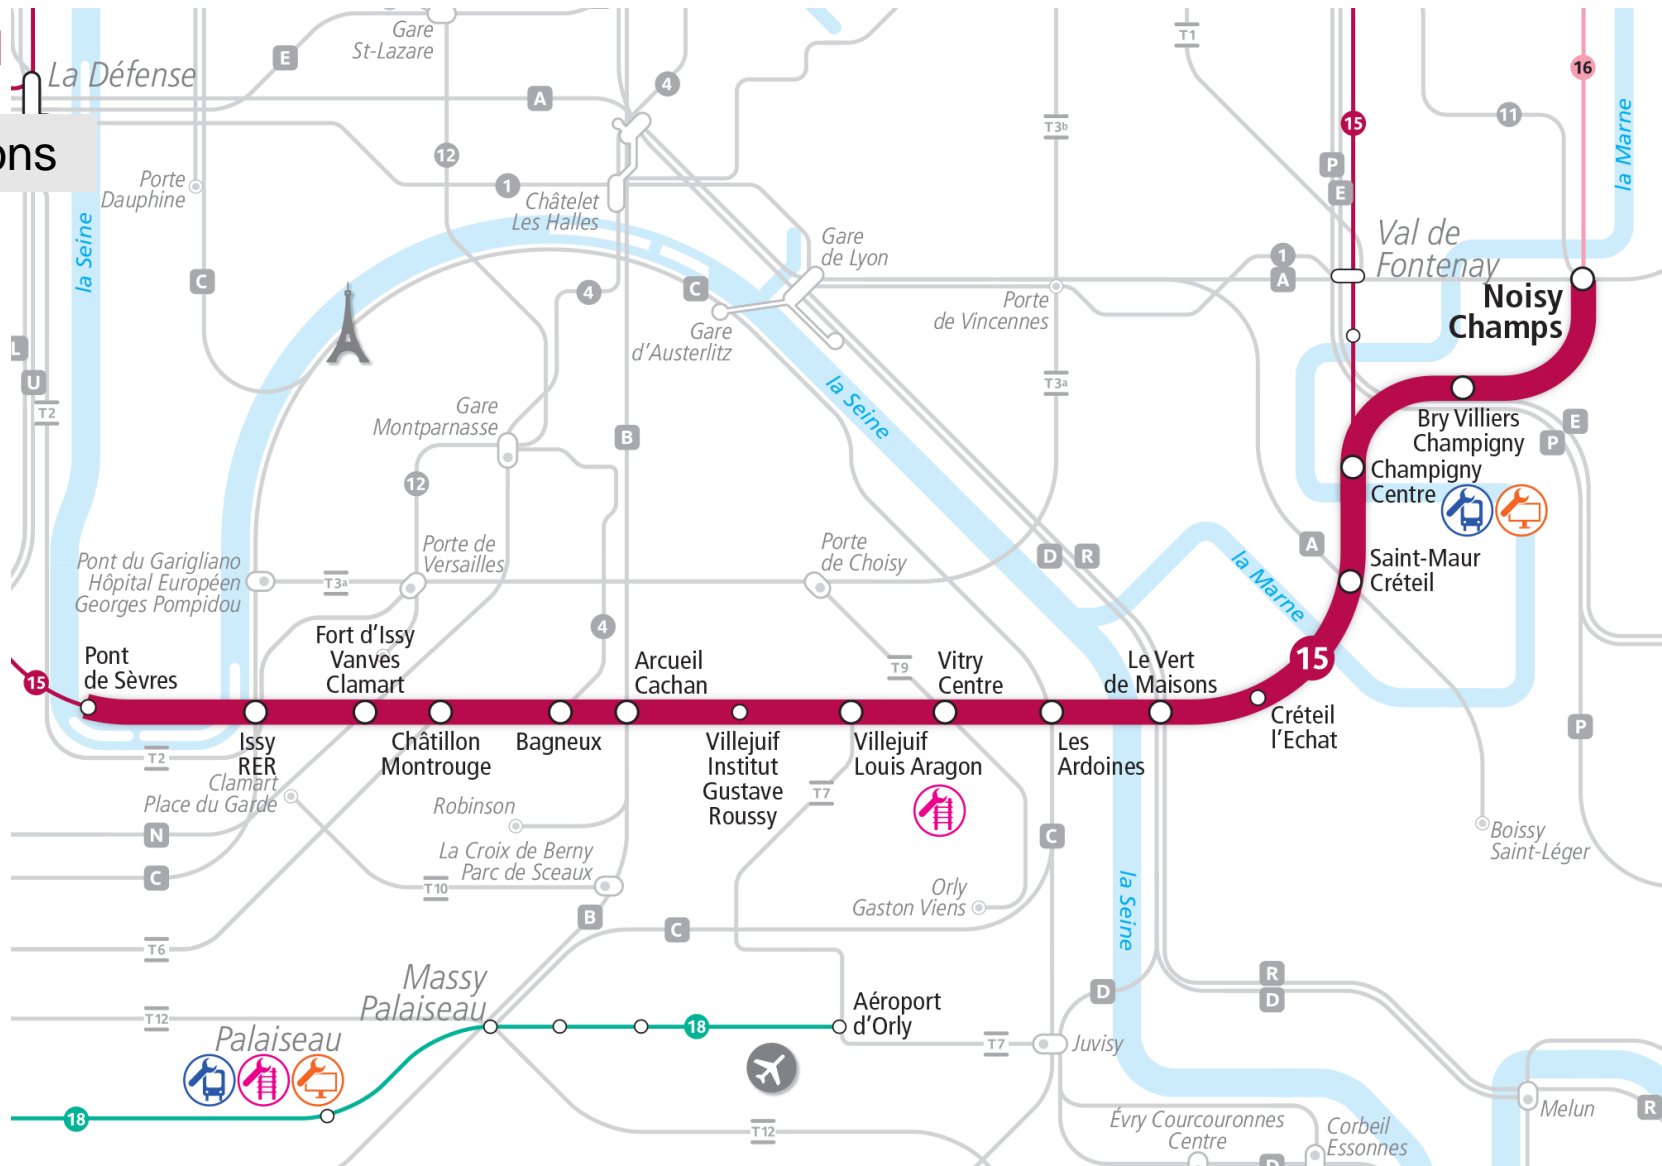 Gare
St-Lazare
E
La Défense
A
4
T1
16
11
la Marne
T3b
15
ons
12
P
E
Porte
Dauphine
1
Châtelet
Les Halles
la Seine
Gare
de Lyon
Val de
Fontenay
1
A
C
4
C
Noisy
Champs
Porte
de Vincennes
Gare
d'Austerlitz
L
U
T2
T3a
la Seine
Gare
Montparnasse
B
Bry Villiers
Champigny
E
P
12
Champigny
Centre
Pont du Garigliano
Hôpital Européen
Georges Pompidou
T3a
Porte de
Versailles
Porte
de Choisy
D
R
A
la Marne
Saint-Maur
Créteil
4
Fort d'Issy
Vanves
Clamart
Pont
de Sèvres
15
Arcueil
Cachan
T9
Vitry
Centre
Le Vert
de Maisons
15
Créteil
l'Echat
P
T2
Issy
RER
Châtillon
Montrouge
Bagneux
Villejuif
Institut
Gustave
Roussy
Villejuif
Louis Aragon
Les
Ardoines
Clamart
Place du Garde
T7
Robinson
N
C
C
Boissy
Saint-Léger
La Croix de Berny
Parc de Sceaux
T10
Orly
Gaston Viens
la Seine
B
C
T6
Massy
Palaiseau
R
D
D
Aéroport
d'Orly
T12
18
Palaiseau
T7
Juvisy
18
T12
Évry Courcouronnes
Centre
Corbeil
Essonnes
D
Melun
R